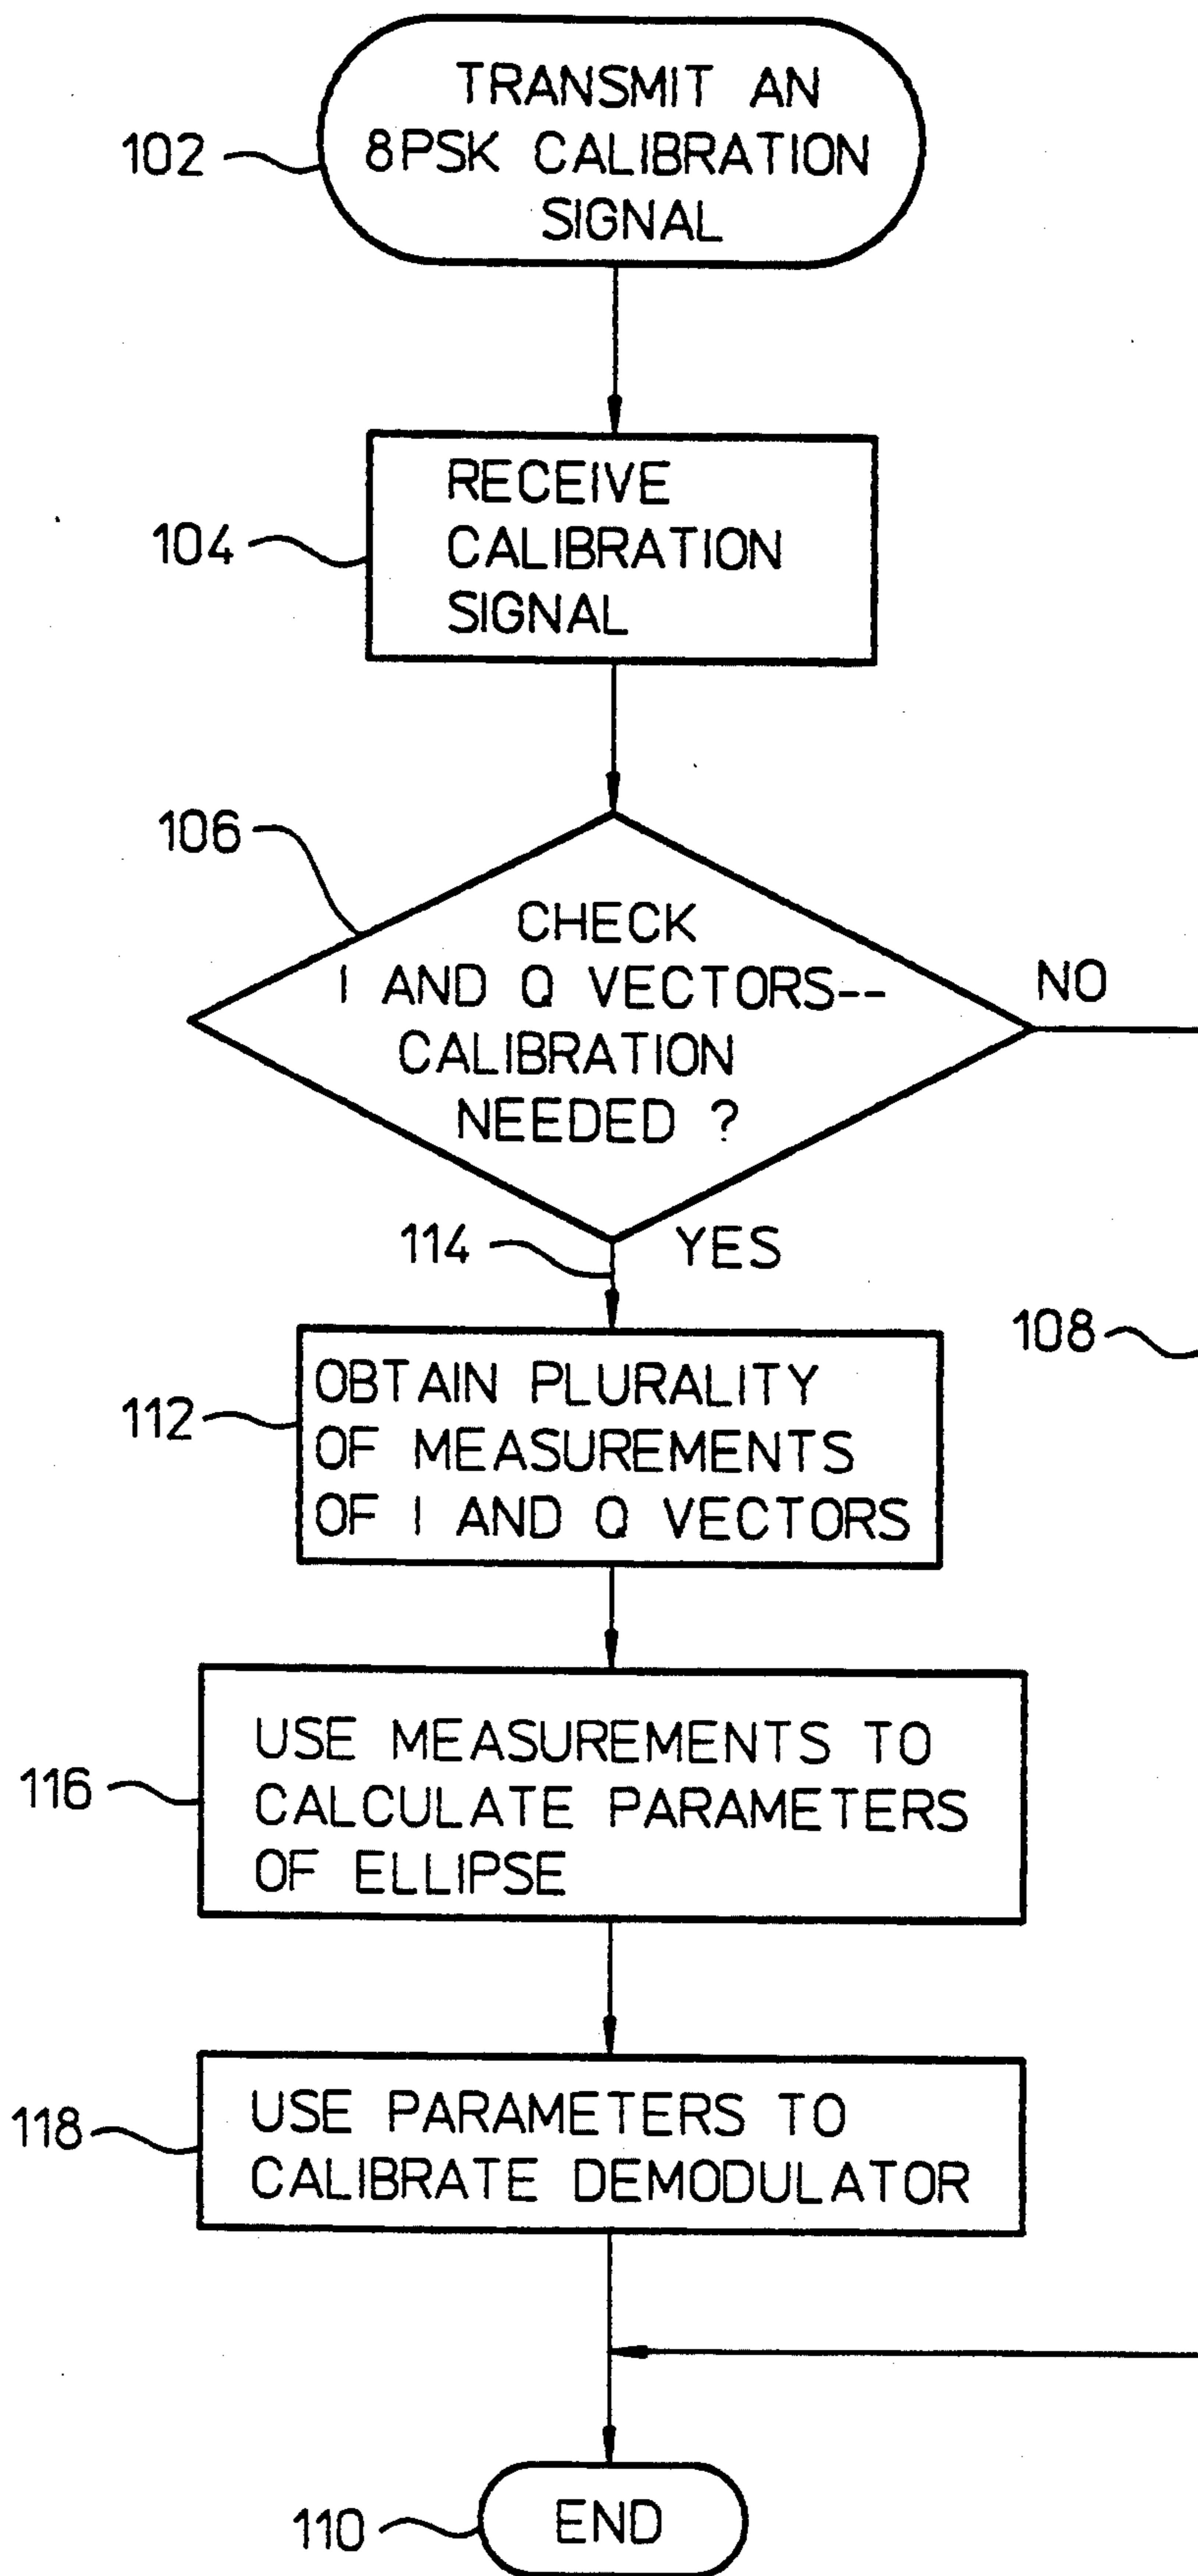 TRANSMIT AN
102
8PSK CALIBRATION
SIGNAL
RECEIVE
104
CALIBRATION
SIGNAL
106
CHECK
I AND Q VECTORS--
NO
CALIBRATION
NEEDED ?
114
YES
108
OBTAIN PLURALITY
112
OF MEASUREMENTS
OF I AND Q VECTORS
USE MEASUREMENTS TO
116
CALCULATE PARAMETERS
OF ELLIPSE
USE PARAMETERS TO
118
CALIBRATE DEMODULATOR
110
END